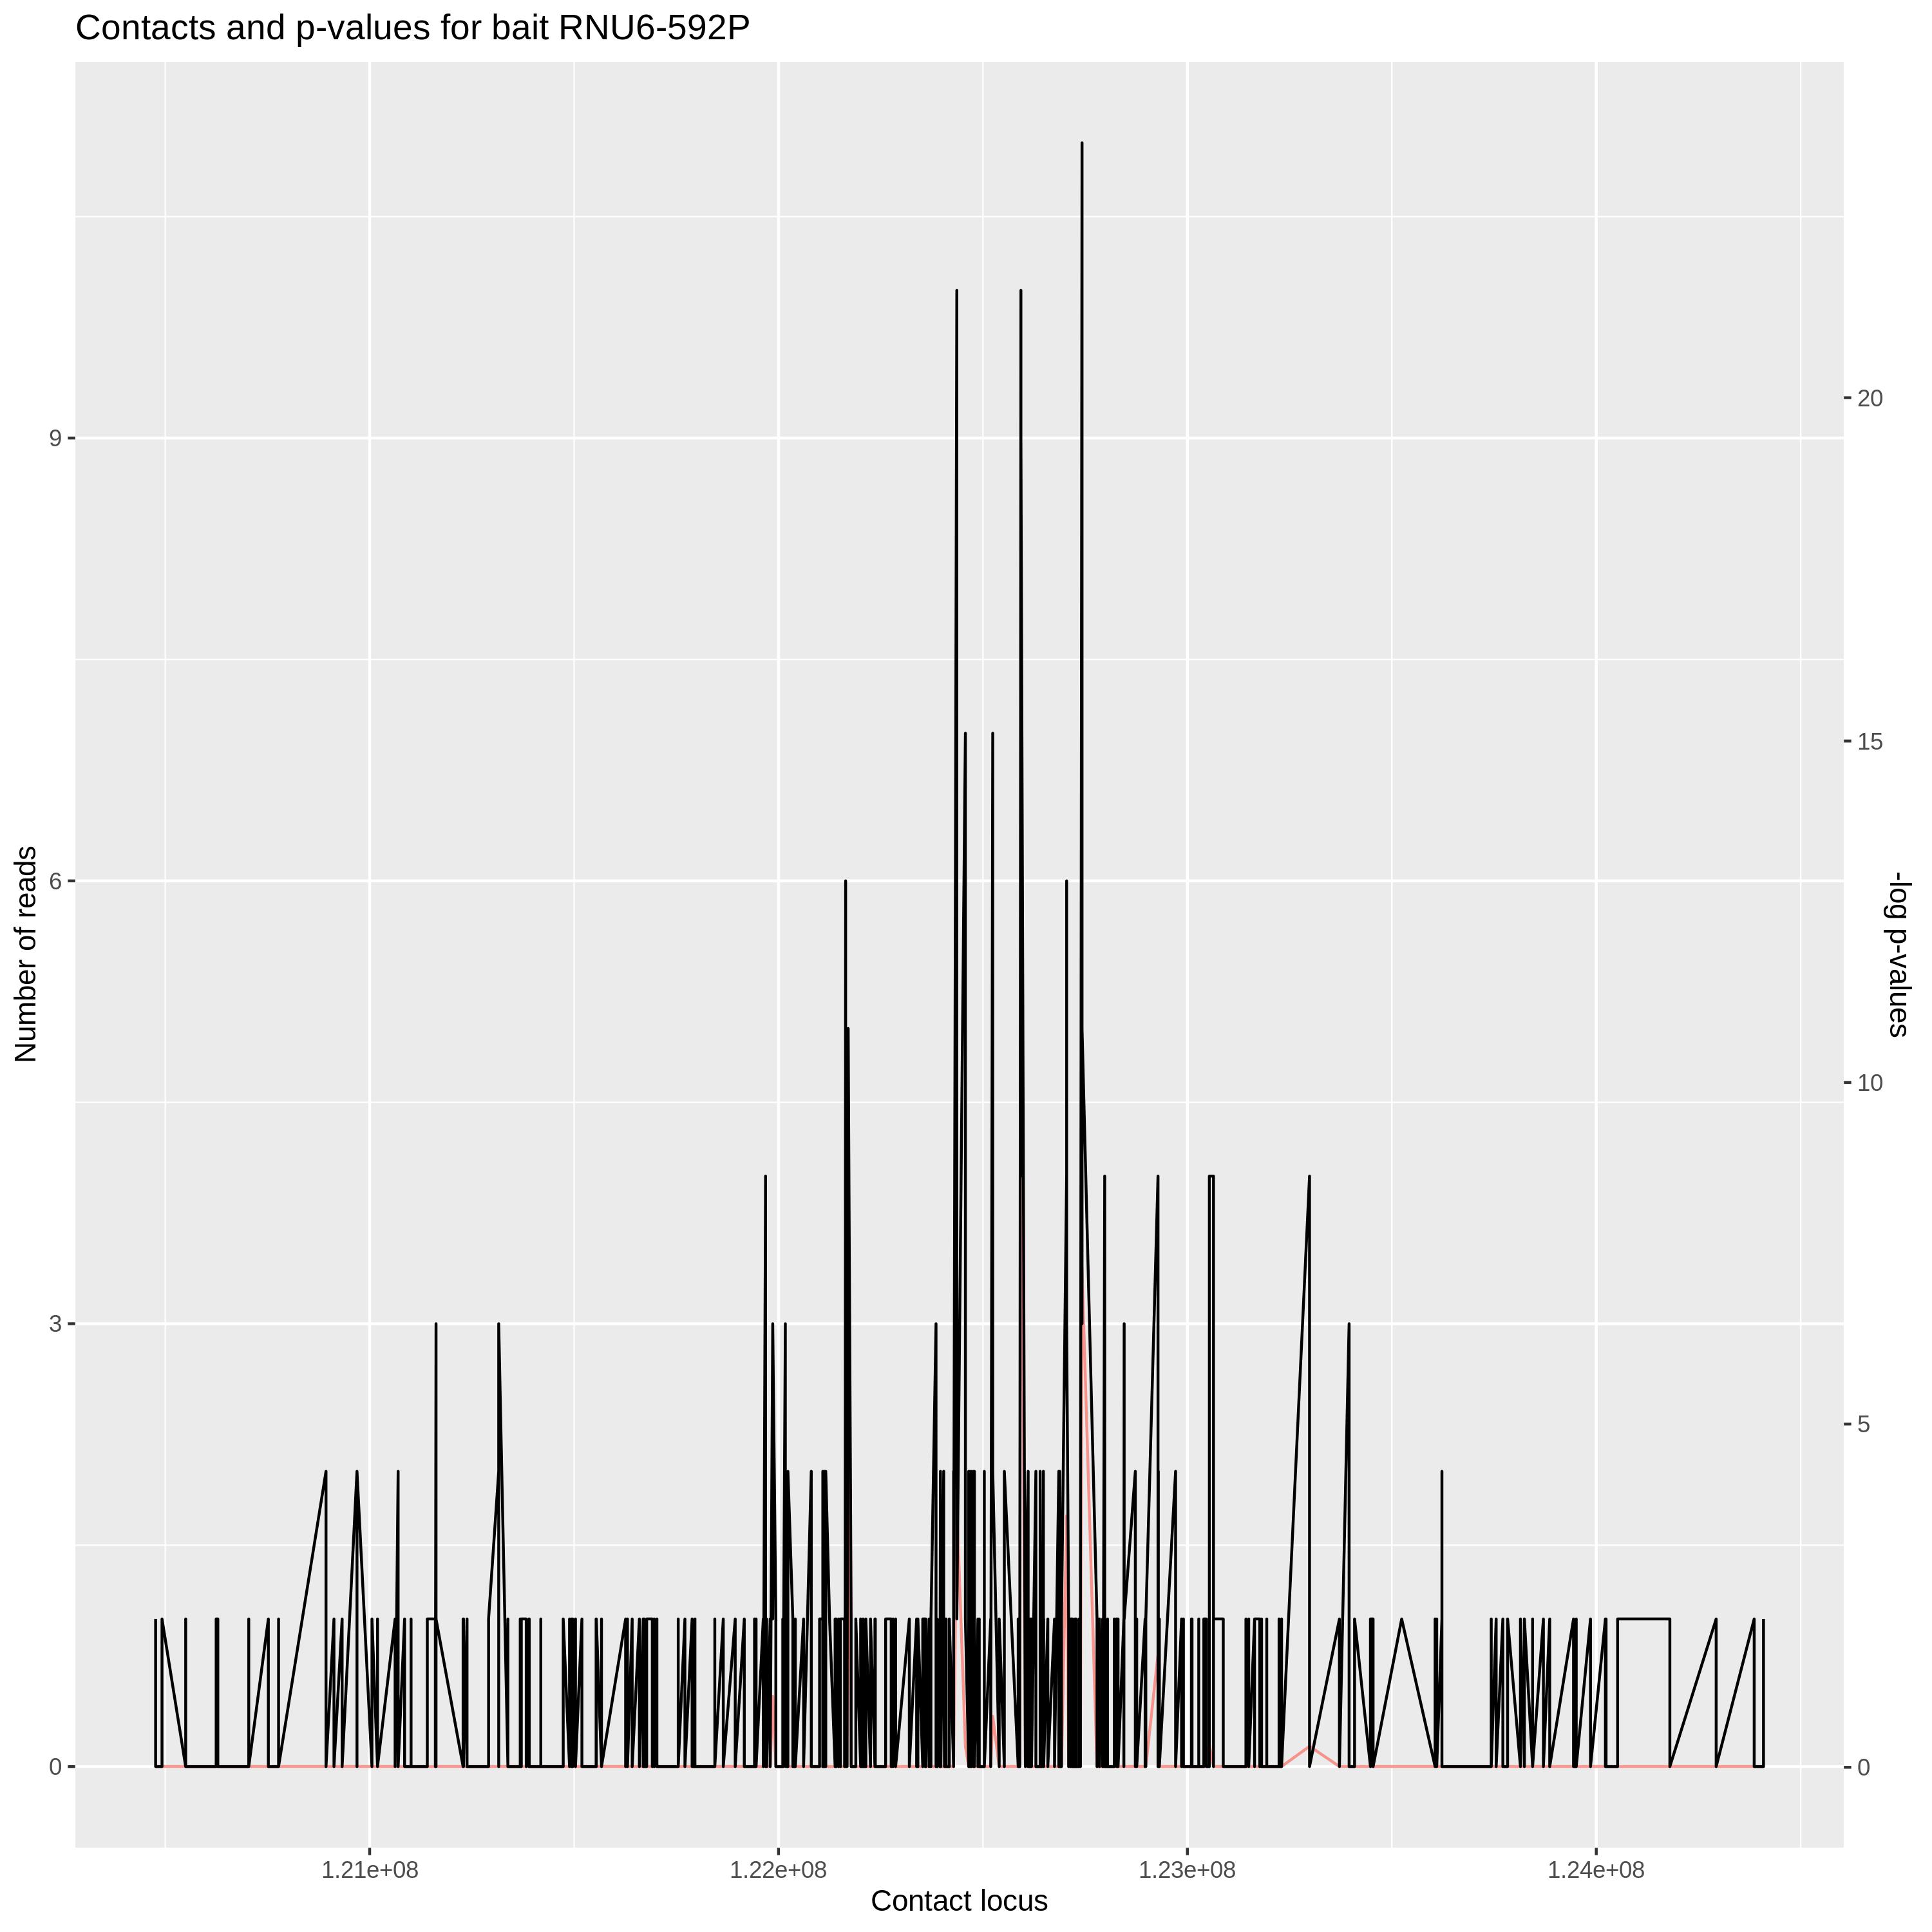 Contacts and p-values for bait RNU6-592P
9
6
3
0
Number of reads
20
15
10
5
0
-log p-values
1.21e+08
1.22e+08
1.23e+08
1.24e+08
Contact locus